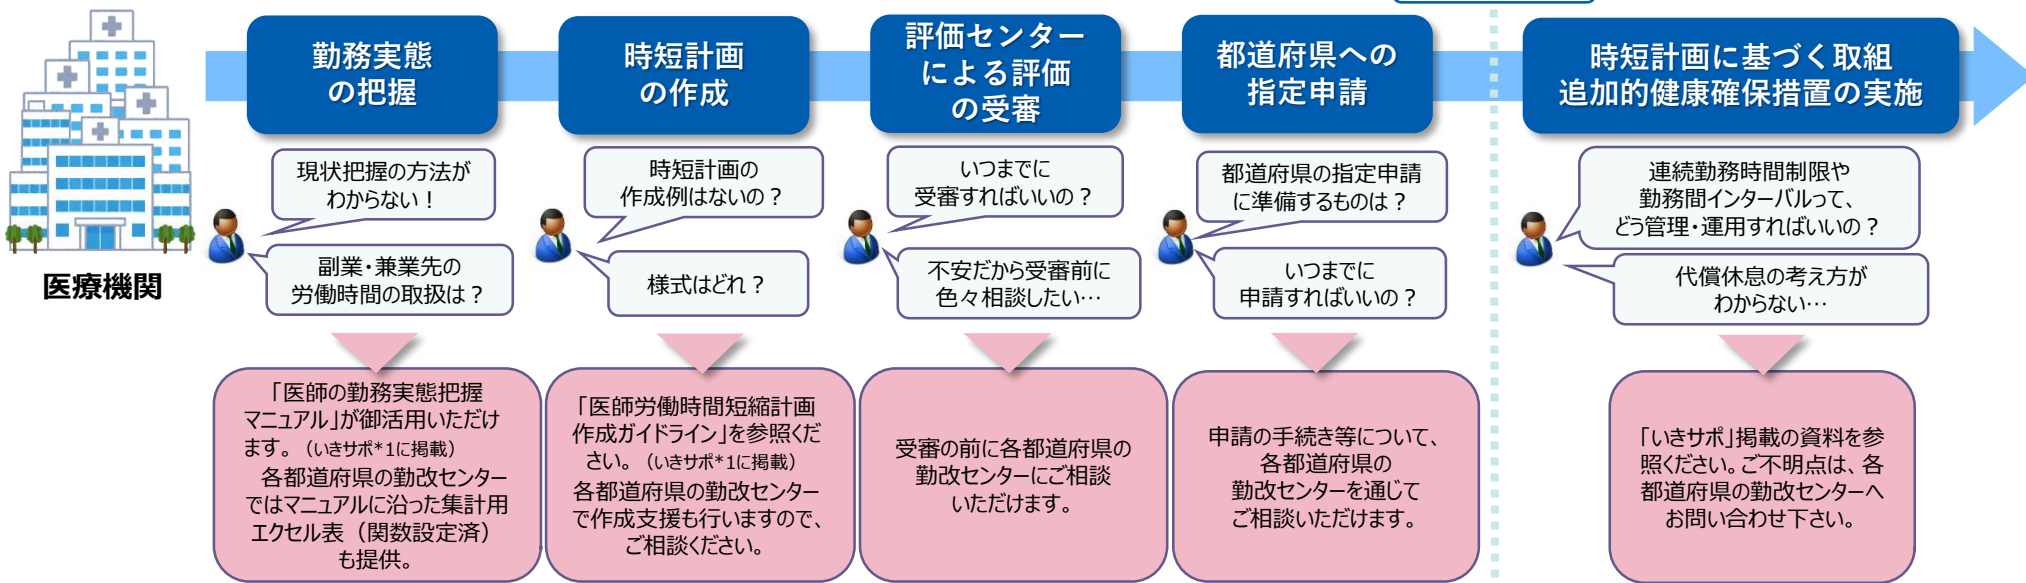 医療機関
勤務実態
の把握
時短計画
の作成
評価センター
による評価
の受審
都道府県への
指定申請
時短計画に基づく取組
追加的健康確保措置の実施
現状把握の方法が
わからない！
副業・兼業先の
労働時間の取扱は？
時短計画の
作成例はないの？
様式はどれ？
いつまでに
受審すればいいの？
不安だから受審前に
色々相談したい…
都道府県の指定申請
に準備するものは？
いつまでに
申請すればいいの？
連続勤務時間制限や
勤務間インターバルって、
どう管理・運用すればいいの？
代償休息の考え方が
わからない…
「医師の勤務実態把握
マニュアル」が御活用いただけ
ます。（いきサポ*1に掲載）
各都道府県の勤改センター
ではマニュアルに沿った集計用
エクセル表（関数設定済）
も提供。
「医師労働時間短縮計画
作成ガイドライン」を参照くだ
さい。（いきサポ*1に掲載）
各都道府県の勤改センター
で作成支援も行いますので、
ご相談ください。
受審の前に各都道府県の
勤改センターにご相談
いただけます。
申請の手続き等について、
各都道府県の
勤改センターを通じて
ご相談いただけます。
「いきサポ」掲載の資料を参
照ください。ご不明点は、各
都道府県の勤改センターへ
お問い合わせ下さい。